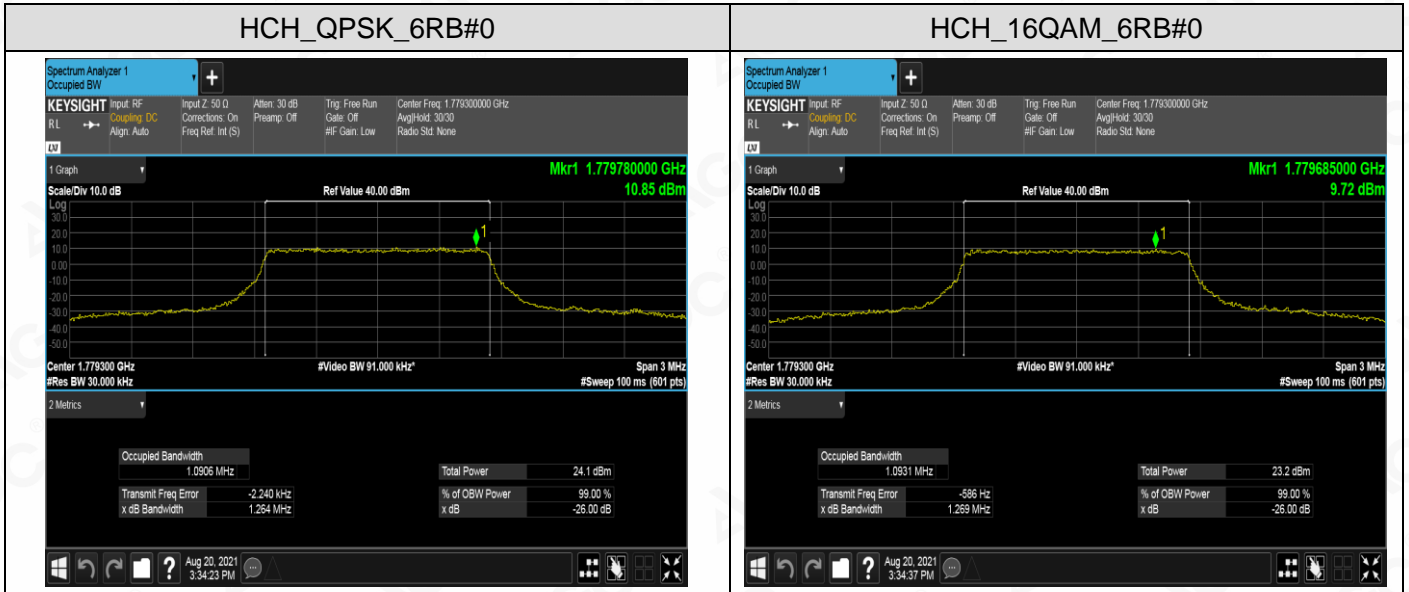 HCH_QPSK_6RB#0
Spectrum Analyzer 1
Occupied BW
+
KEYSIGHT
RL
Input: RF
Coupling: DC
Align: Auto
Input Z: 50 Ω
Corrections: On
Freq Ref: Int (S)
Atten: 30 dB
Preamp: Off
Trig: Free Run
Gate: Off
#IF Gain: Low
Center Freq: 1.779300000 GHz
Avg|Hold: 30/30
Radio Std: None
LXI
1 Graph
Mkr1 1.779780000 GHz
Scale/Div 10.0 dB
Ref Value 40.00 dBm
10.85 dBm
Log
30.0
20.0
10.0
0.00
-10.0
-20.0
-30.0
-40.0
-50.0
1
Center 1.779300 GHz
#Video BW 91.000 kHz*
Span 3 MHz
#Res BW 30.000 kHz
#Sweep 100 ms (601 pts)
2 Metrics
Occupied Bandwidth
1.0906 MHz
Total Power 24.1 dBm
Transmit Freq Error -2.240 kHz
% of OBW Power 99.00 %
x dB Bandwidth 1.264 MHz
x dB -26.00 dB
?
Aug 20, 2021
3:34:23 PM
HCH_16QAM_6RB#0
Spectrum Analyzer 1
Occupied BW
+
KEYSIGHT
RL
Input: RF
Coupling: DC
Align: Auto
Input Z: 50 Ω
Corrections: On
Freq Ref: Int (S)
Atten: 30 dB
Preamp: Off
Trig: Free Run
Gate: Off
#IF Gain: Low
Center Freq: 1.779300000 GHz
Avg|Hold: 30/30
Radio Std: None
LXI
1 Graph
Mkr1 1.779685000 GHz
Scale/Div 10.0 dB
Ref Value 40.00 dBm
9.72 dBm
Log
30.0
20.0
10.0
0.00
-10.0
-20.0
-30.0
-40.0
-50.0
1
Center 1.779300 GHz
#Video BW 91.000 kHz*
Span 3 MHz
#Res BW 30.000 kHz
#Sweep 100 ms (601 pts)
2 Metrics
Occupied Bandwidth
1.0931 MHz
Total Power 23.2 dBm
Transmit Freq Error -586 Hz
% of OBW Power 99.00 %
x dB Bandwidth 1.269 MHz
x dB -26.00 dB
?
Aug 20, 2021
3:34:37 PM